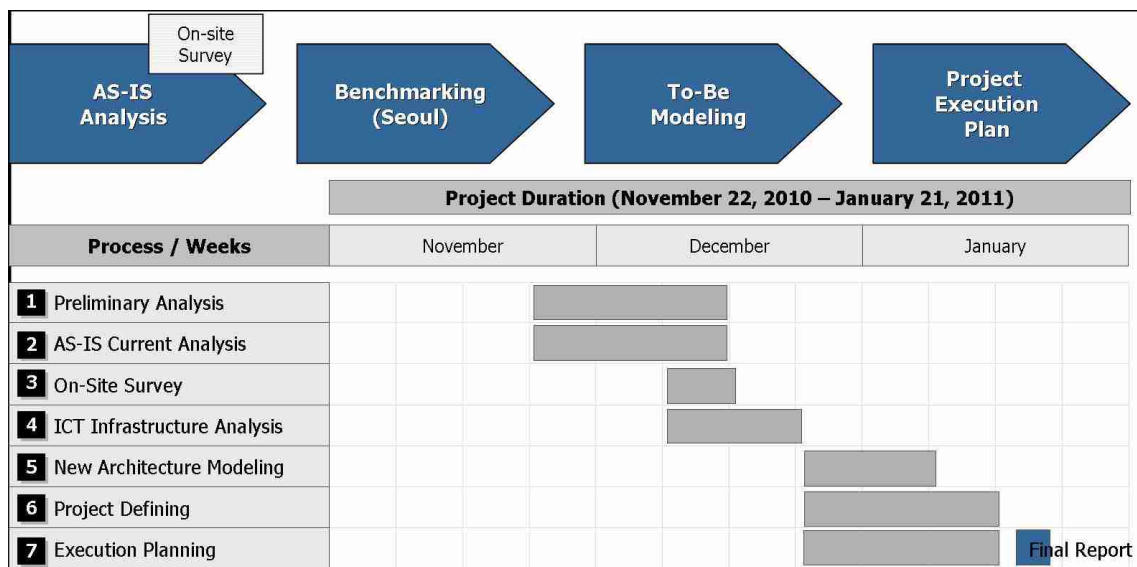 On-site
Survey
AS-IS
Analysis
Benchmarking
(Seoul)
To-Be
Modeling
Project
Execution
Plan
Project Duration (November 22, 2010 – January 21, 2011)
Process / Weeks
November
December
January
1 Preliminary Analysis
2 AS-IS Current Analysis
3 On-Site Survey
4 ICT Infrastructure Analysis
5 New Architecture Modeling
6 Project Defining
7 Execution Planning
Final Report